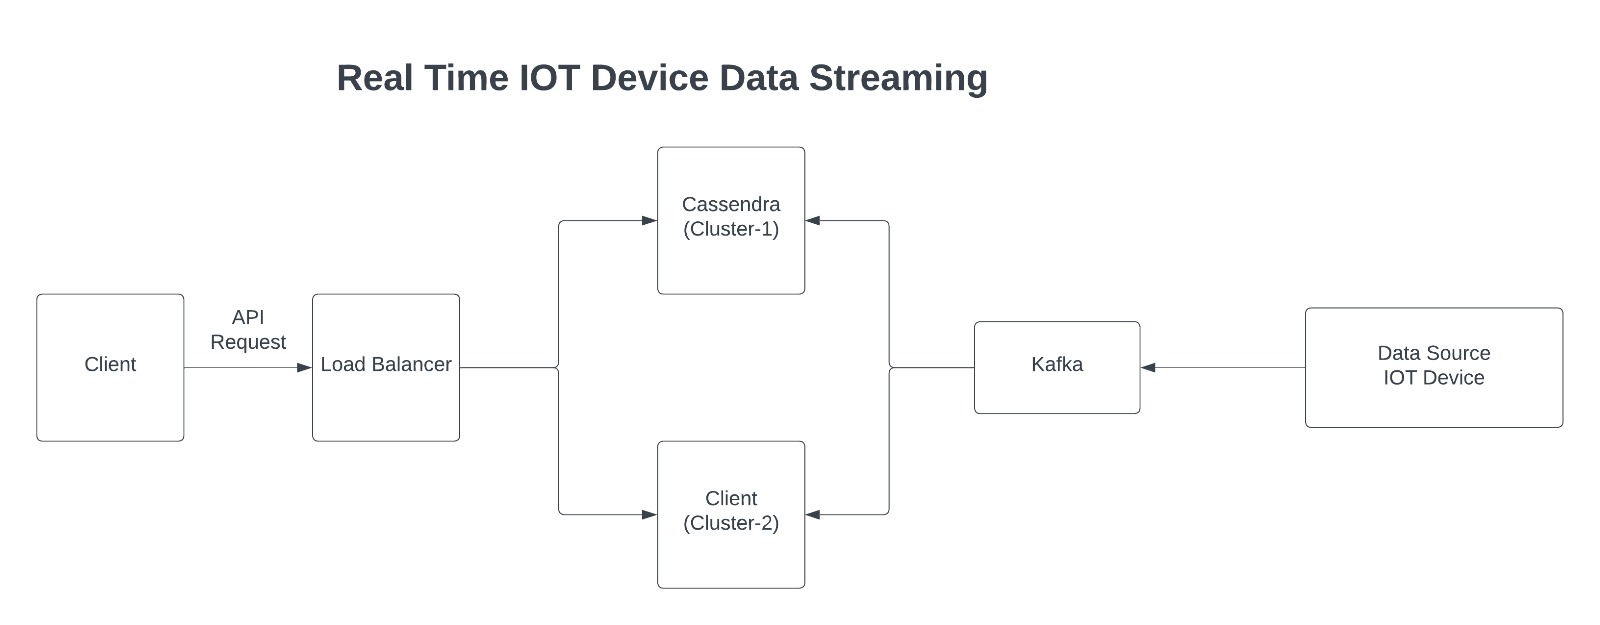 Real Time IOT Device Data Streaming
Cassendra
(Cluster-1)
API
Request
Client
Load Balancer
Kafka
Data Source
IOT Device
Client
(Cluster-2)